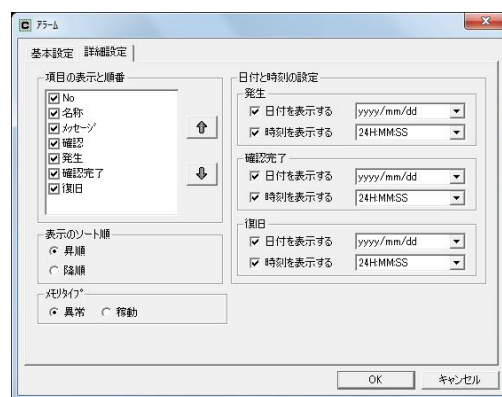 アラーム
基本設定 詳細設定
項目の表示と順番
No
名称
メッセージ
確認
発生
確認完了
復旧
表示のソート順
昇順
降順
メモリタイプ
異常 稼動
日付と時刻の設定
発生
日付を表示する yyyy/mm/dd
時刻を表示する 24H:MM:SS
確認完了
日付を表示する yyyy/mm/dd
時刻を表示する 24H:MM:SS
復旧
日付を表示する yyyy/mm/dd
時刻を表示する 24H:MM:SS
OK キャンセル